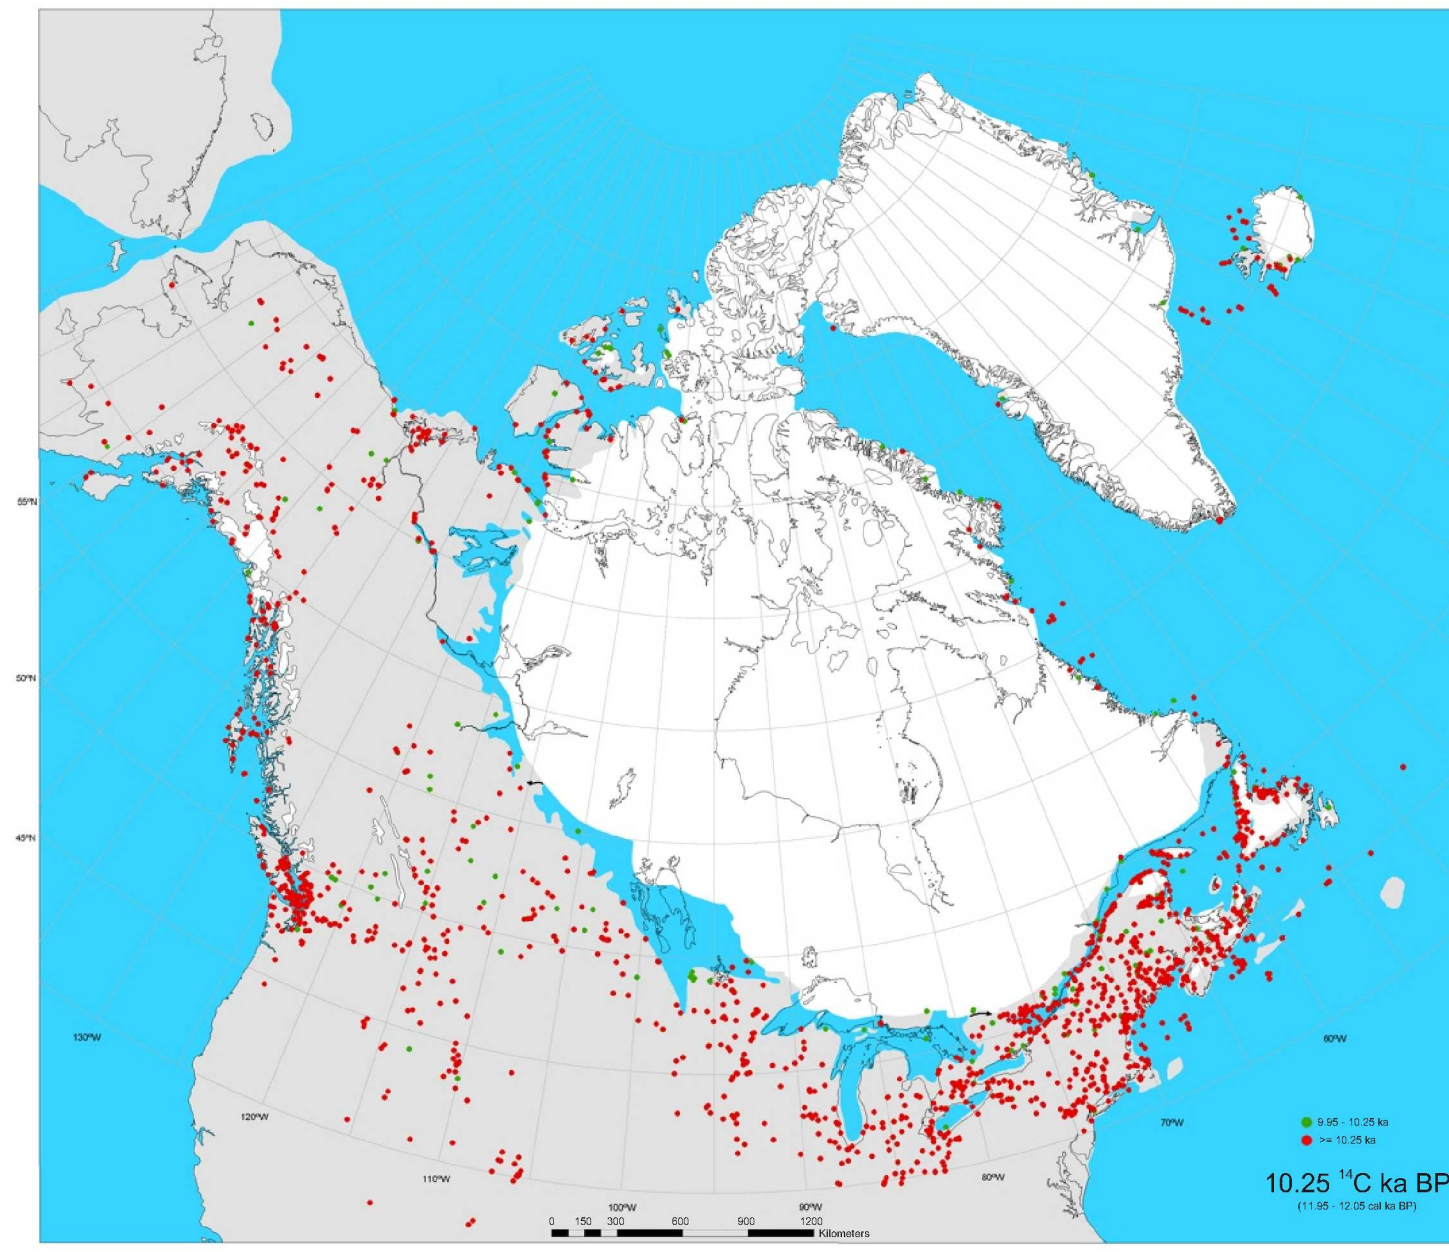 55°N
50°N
45°N
130°W
120°W
110°W
100°W
90°W
80°W
70°W
60°W
9.95 - 10.25 ka
>= 10.25 ka
10.25 ¹⁴C ka BP
(11.95 - 12.05 cal ka BP)
0 150 300 600 900 1200
Kilometers